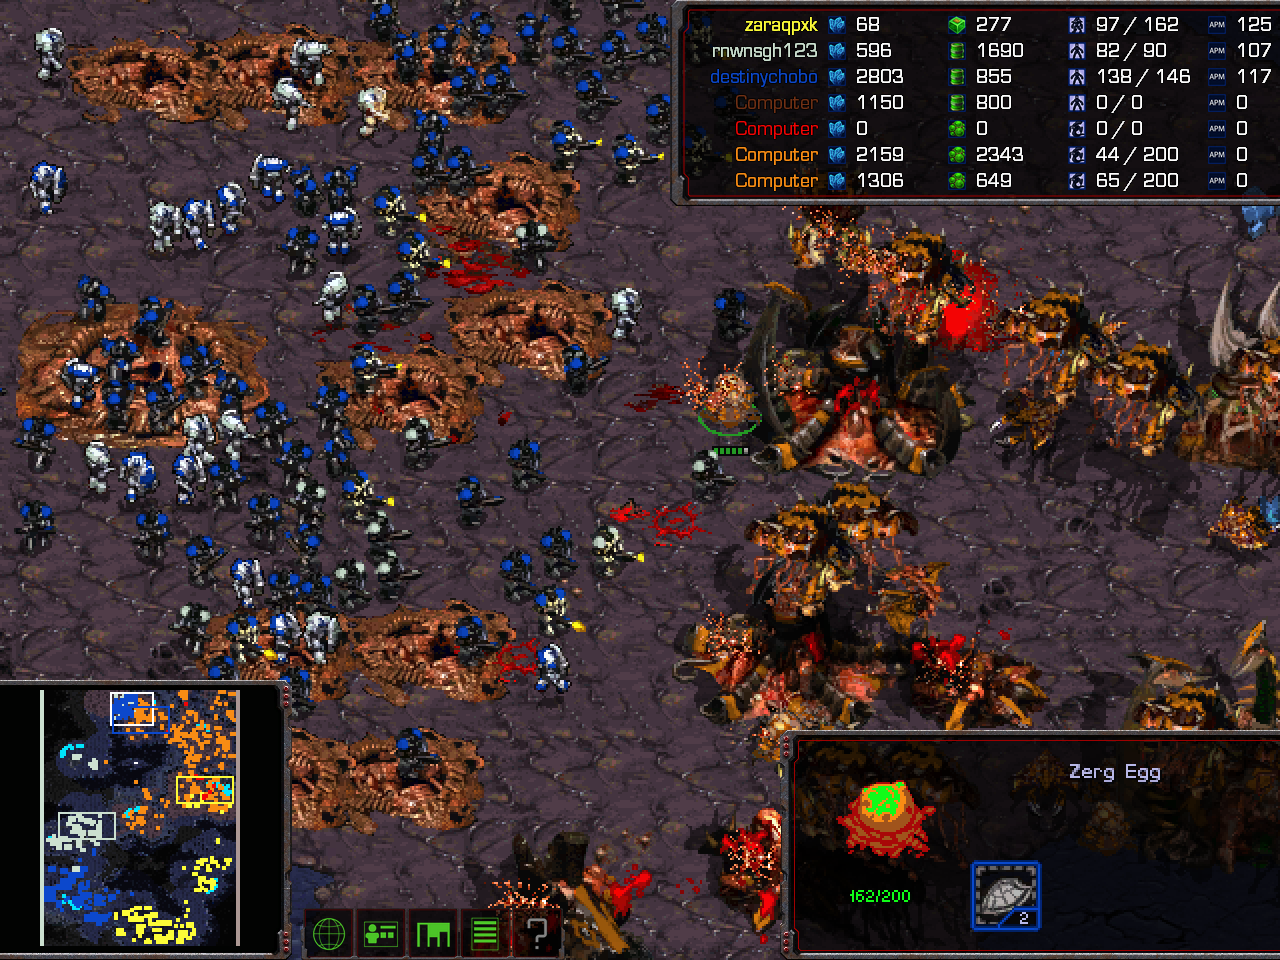 zaraqpxk 68 277 97 / 162 APM 125
rnwnsgh123 596 1690 82 / 90 APM 107
destinychobo 2803 855 138 / 146 APM 117
Computer 1150 800 0 / 0 APM 0
Computer 0 0 0 / 0 APM 0
Computer 2159 2343 44 / 200 APM 0
Computer 1306 649 65 / 200 APM 0
Zerg Egg
162/200
2
?